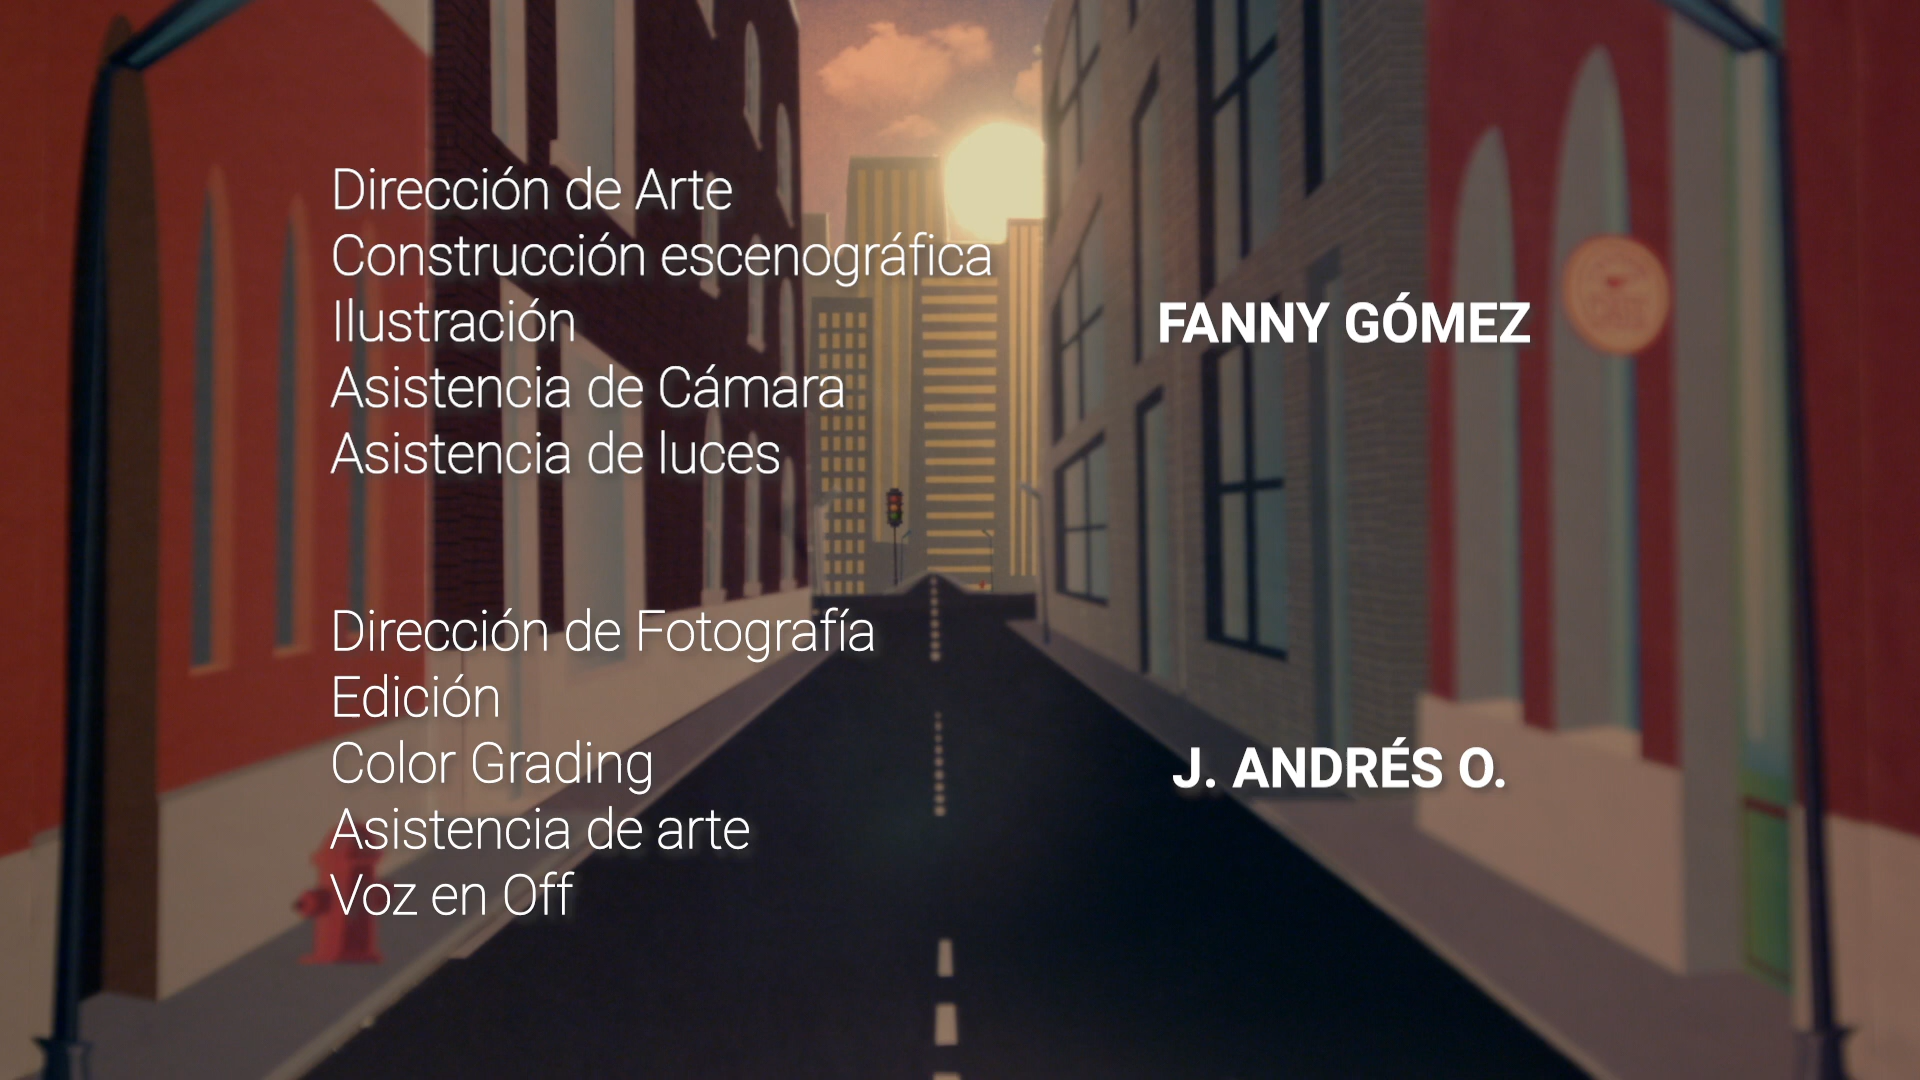 Dirección de Arte
Construcción escenográfica
Ilustración
FANNY GÓMEZ
Asistencia de Cámara
Asistencia de luces
Dirección de Fotografía
Edición
Color Grading
J. ANDRÉS O.
Asistencia de arte
Voz en Off